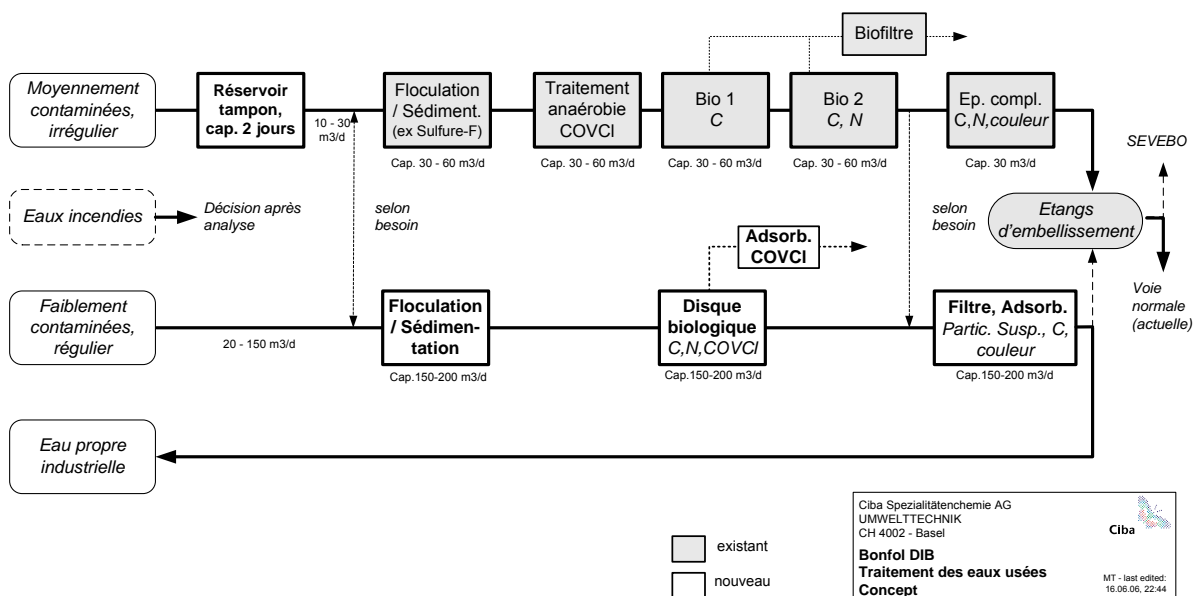 Biofiltre
Moyennement
contaminées,
irrégulier
Réservoir
tampon,
cap. 2 jours
10 - 30
m3/d
Floculation
/ Sédiment.
(ex Sulfure-F)
Cap. 30 - 60 m3/d
Traitement
anaérobie
COVCl
Cap. 30 - 60 m3/d
Bio 1
C
Cap. 30 - 60 m3/d
Bio 2
C, N
Cap. 30 - 60 m3/d
Ep. compl.
C,N,couleur
Cap. 30 m3/d
SEVEBO
Eaux incendies
Décision après
analyse
selon
besoin
selon
besoin
Etangs
d'embellissement
Adsorb.
COVCl
Voie
normale
(actuelle)
Faiblement
contaminées,
régulier
20 - 150 m3/d
Floculation
/ Sédimen-
tation
Cap.150-200 m3/d
Disque
biologique
C,N,COVCl
Cap.150-200 m3/d
Filtre, Adsorb.
Partic. Susp., C,
couleur
Cap.150-200 m3/d
Eau propre
industrielle
existant
nouveau
Ciba Spezialitätenchemie AG
UMWELTTECHNIK
CH 4002 - Basel
Ciba
Bonfol DIB
Traitement des eaux usées
Concept
MT - last edited:
16.06.06, 22:44